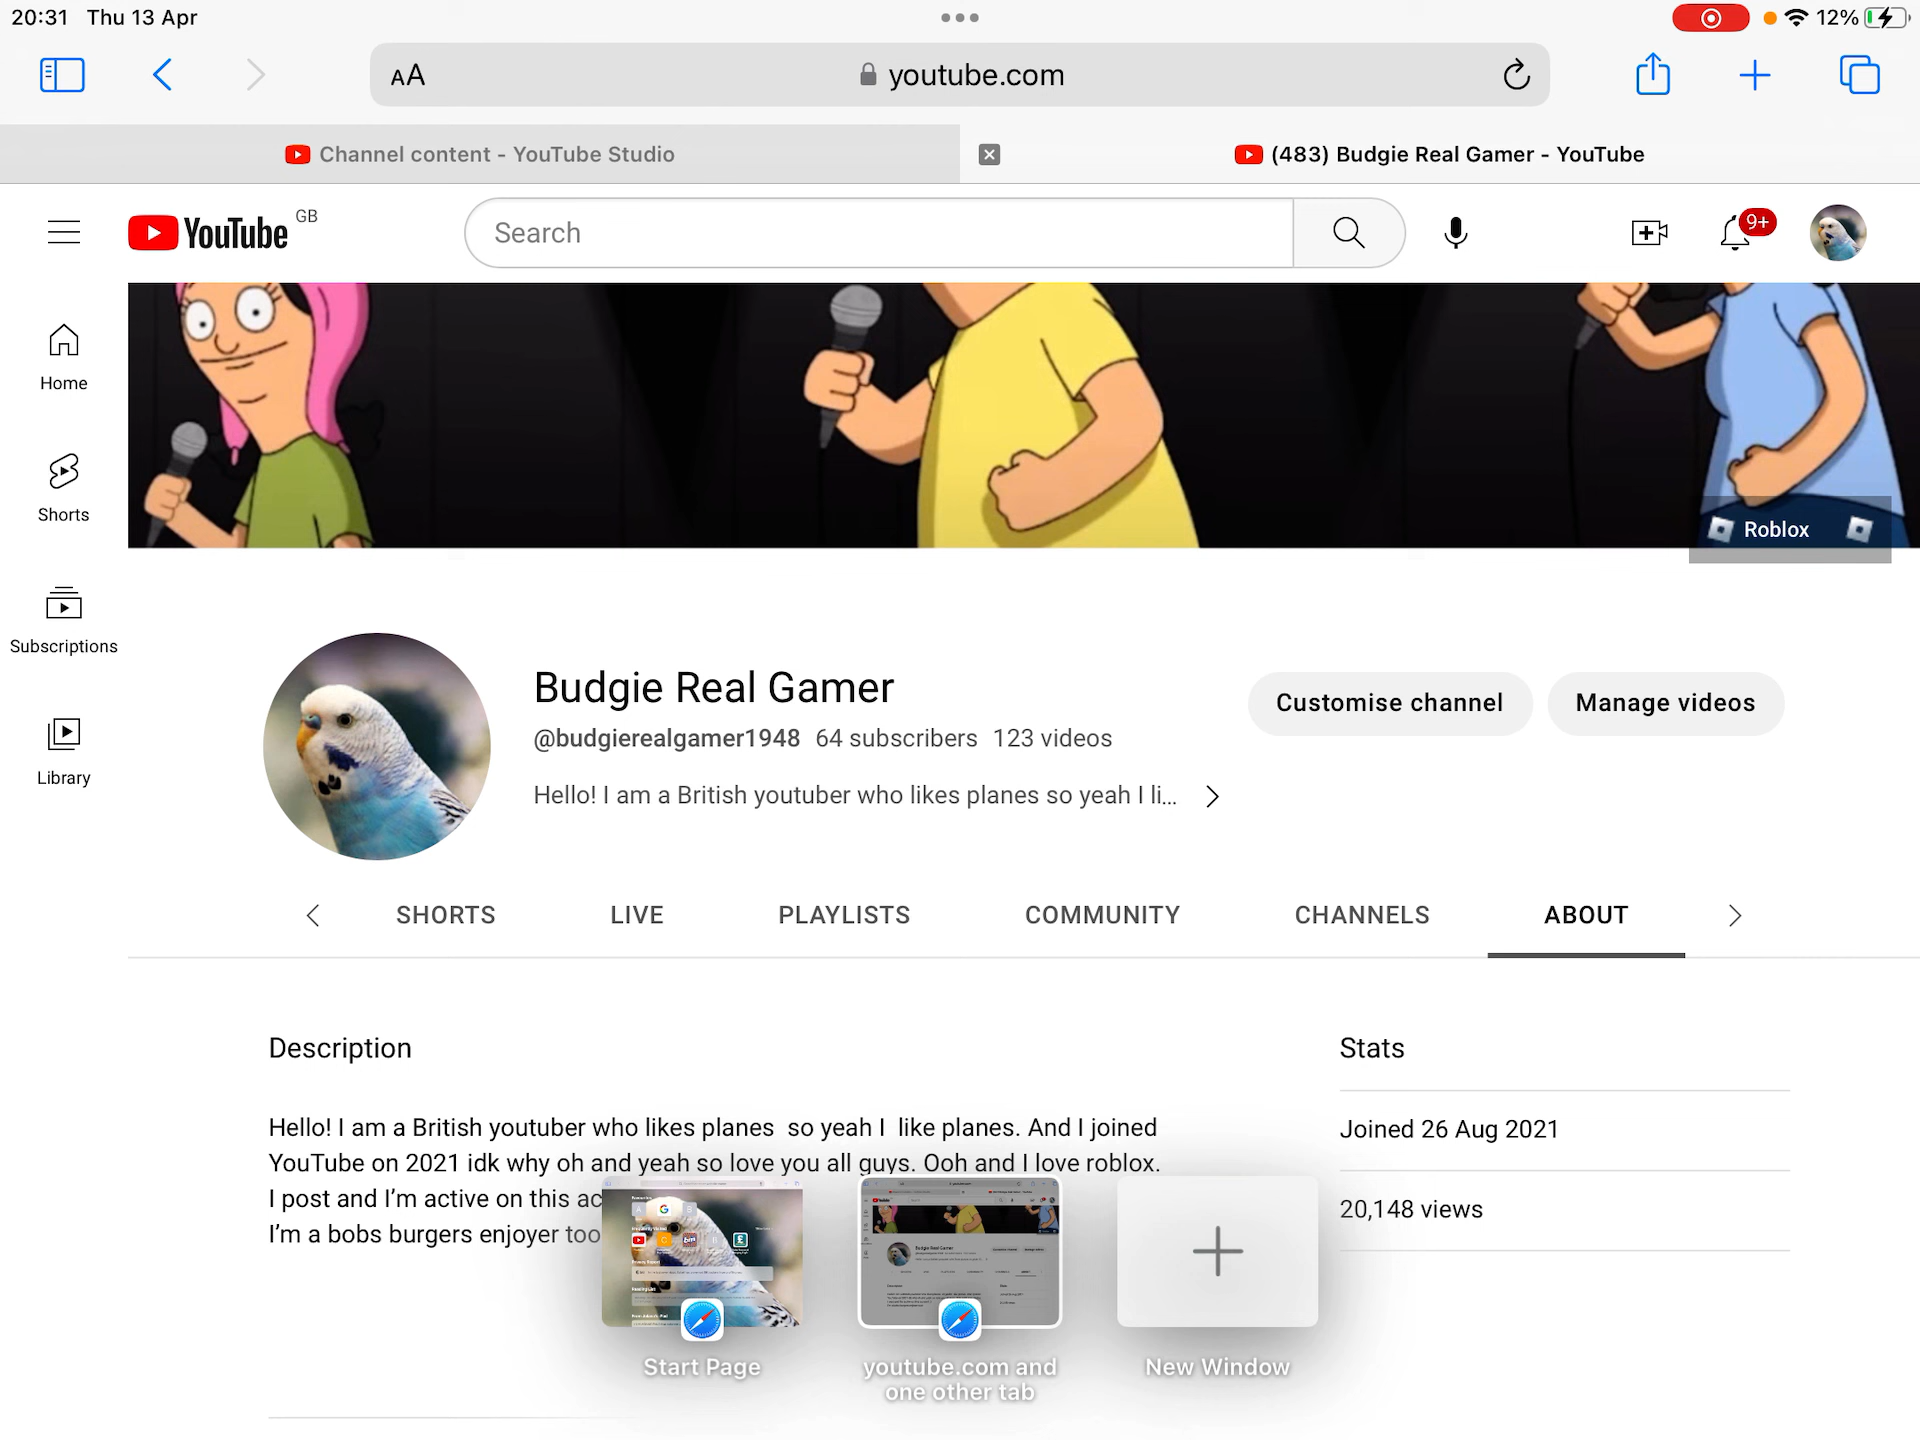 20:31 Thu 13 Apr
12%
AA
youtube.com
Channel content - YouTube Studio
(483) Budgie Real Gamer - YouTube
YouTube GB
Search
9+
Home
Shorts
Subscriptions
Library
Roblox
Budgie Real Gamer
@budgierealgamer1948 64 subscribers 123 videos
Hello! I am a British youtuber who likes planes so yeah I li...
Customise channel
Manage videos
SHORTS
LIVE
PLAYLISTS
COMMUNITY
CHANNELS
ABOUT
Description
Hello! I am a British youtuber who likes planes so yeah I like planes. And I joined
YouTube on 2021 idk why oh and yeah so love you all guys. Ooh and I love roblox.
I post and I'm active on this ac
I'm a bobs burgers enjoyer too
Stats
Joined 26 Aug 2021
20,148 views
Start Page
youtube.com and
one other tab
New Window